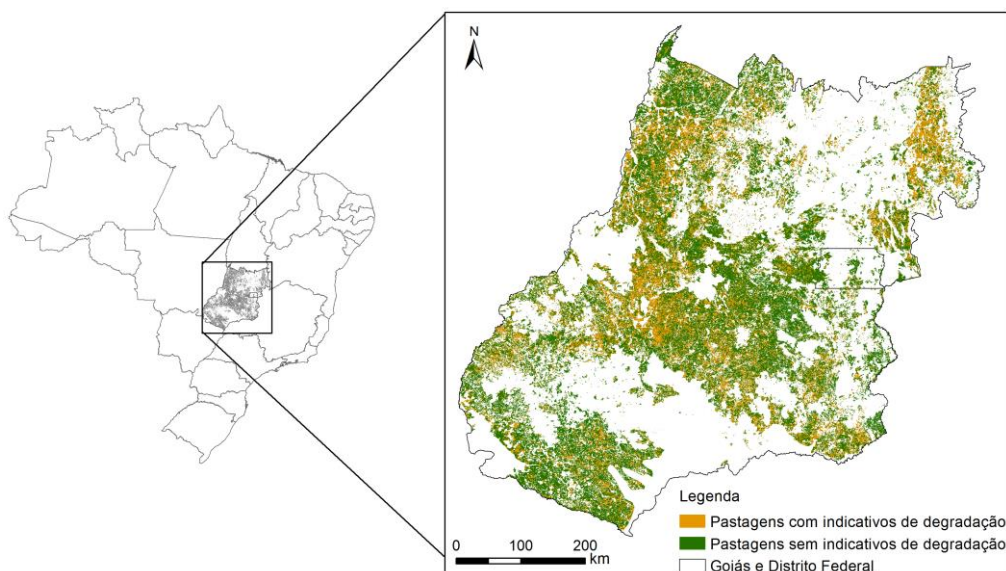 N
Legenda
Pastagens com indicativos de degradação
Pastagens sem indicativos de degradação
Goiás e Distrito Federal
0 100 200
km